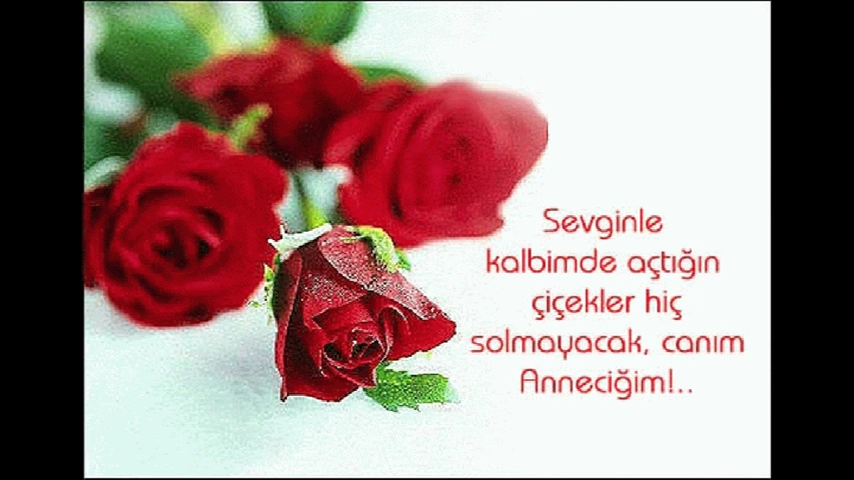 Sevginle
kalbimde açtığın
çiçekler hiç
solmayacak, canım
Anneciğim!..